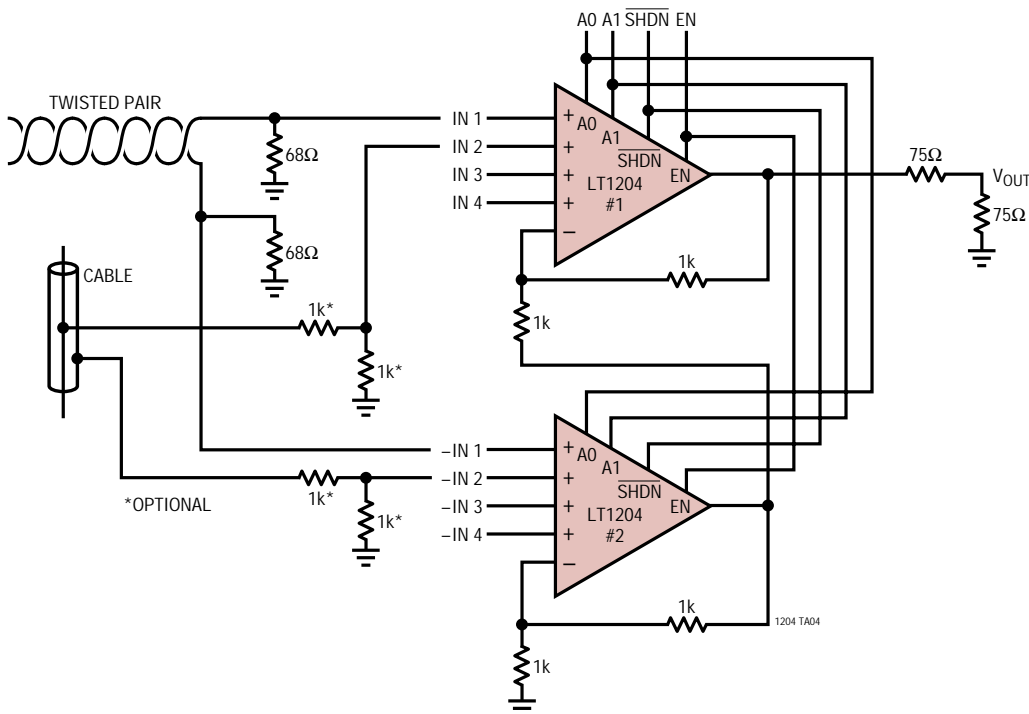 A0 A1 SHDN EN
TWISTED PAIR
68Ω
68Ω
CABLE
1k*
1k*
1k*
1k*
*OPTIONAL
IN 1
IN 2
IN 3
IN 4
+
+
+
+
–
A0
A1
SHDN
EN
LT1204
#1
1k
1k
75Ω
VOUT
75Ω
–IN 1
–IN 2
–IN 3
–IN 4
+
+
+
+
–
A0
A1
SHDN
EN
LT1204
#2
1k
1k
1204 TA04